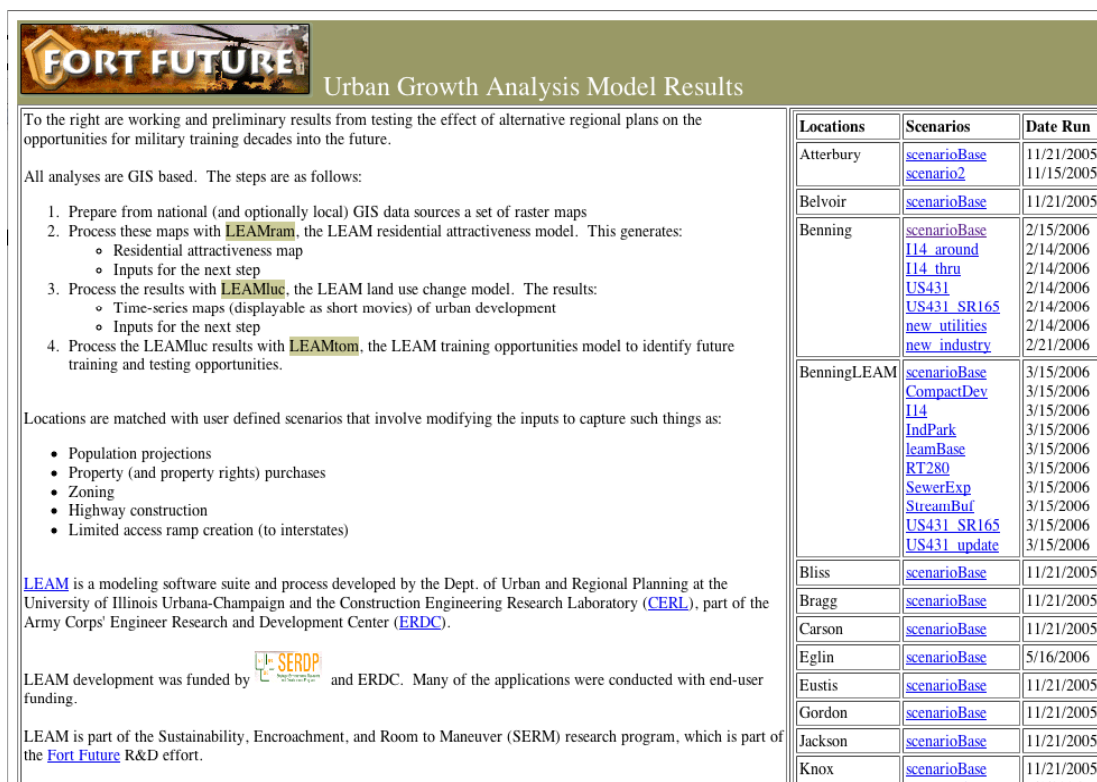 FORT FUTURE
Urban Growth Analysis Model Results
To the right are working and preliminary results from testing the effect of alternative regional plans on the
opportunities for military training decades into the future.
All analyses are GIS based. The steps are as follows:
1. Prepare from national (and optionally local) GIS data sources a set of raster maps
2. Process these maps with LEAMram, the LEAM residential attractiveness model. This generates:
Residential attractiveness map
Inputs for the next step
3. Process the results with LEAMluc, the LEAM land use change model. The results:
Time-series maps (displayable as short movies) of urban development
Inputs for the next step
4. Process the LEAMluc results with LEAMtom, the LEAM training opportunities model to identify future
training and testing opportunities.
Locations are matched with user defined scenarios that involve modifying the inputs to capture such things as:
Population projections
Property (and property rights) purchases
Zoning
Highway construction
Limited access ramp creation (to interstates)
LEAM is a modeling software suite and process developed by the Dept. of Urban and Regional Planning at the
University of Illinois Urbana-Champaign and the Construction Engineering Research Laboratory (CERL), part of the
Army Corps' Engineer Research and Development Center (ERDC).
LEAM development was funded by SERDP and ERDC. Many of the applications were conducted with end-user
funding.
LEAM is part of the Sustainability, Encroachment, and Room to Maneuver (SERM) research program, which is part of
the Fort Future R&D effort.
Locations Scenarios Date Run
Atterbury scenarioBase 11/21/2005
scenario2 11/15/2005
Belvoir scenarioBase 11/21/2005
Benning scenarioBase 2/15/2006
I14_around 2/14/2006
I14_thru 2/14/2006
US431 2/14/2006
US431_SR165 2/14/2006
new_utilities 2/14/2006
new_industry 2/21/2006
BenningLEAM scenarioBase 3/15/2006
CompactDev 3/15/2006
I14 3/15/2006
IndPark 3/15/2006
leamBase 3/15/2006
RT280 3/15/2006
SewerExp 3/15/2006
StreamBuf 3/15/2006
US431_SR165 3/15/2006
US431_update 3/15/2006
Bliss scenarioBase 11/21/2005
Bragg scenarioBase 11/21/2005
Carson scenarioBase 11/21/2005
Eglin scenarioBase 5/16/2006
Eustis scenarioBase 11/21/2005
Gordon scenarioBase 11/21/2005
Jackson scenarioBase 11/21/2005
Knox scenarioBase 11/21/2005